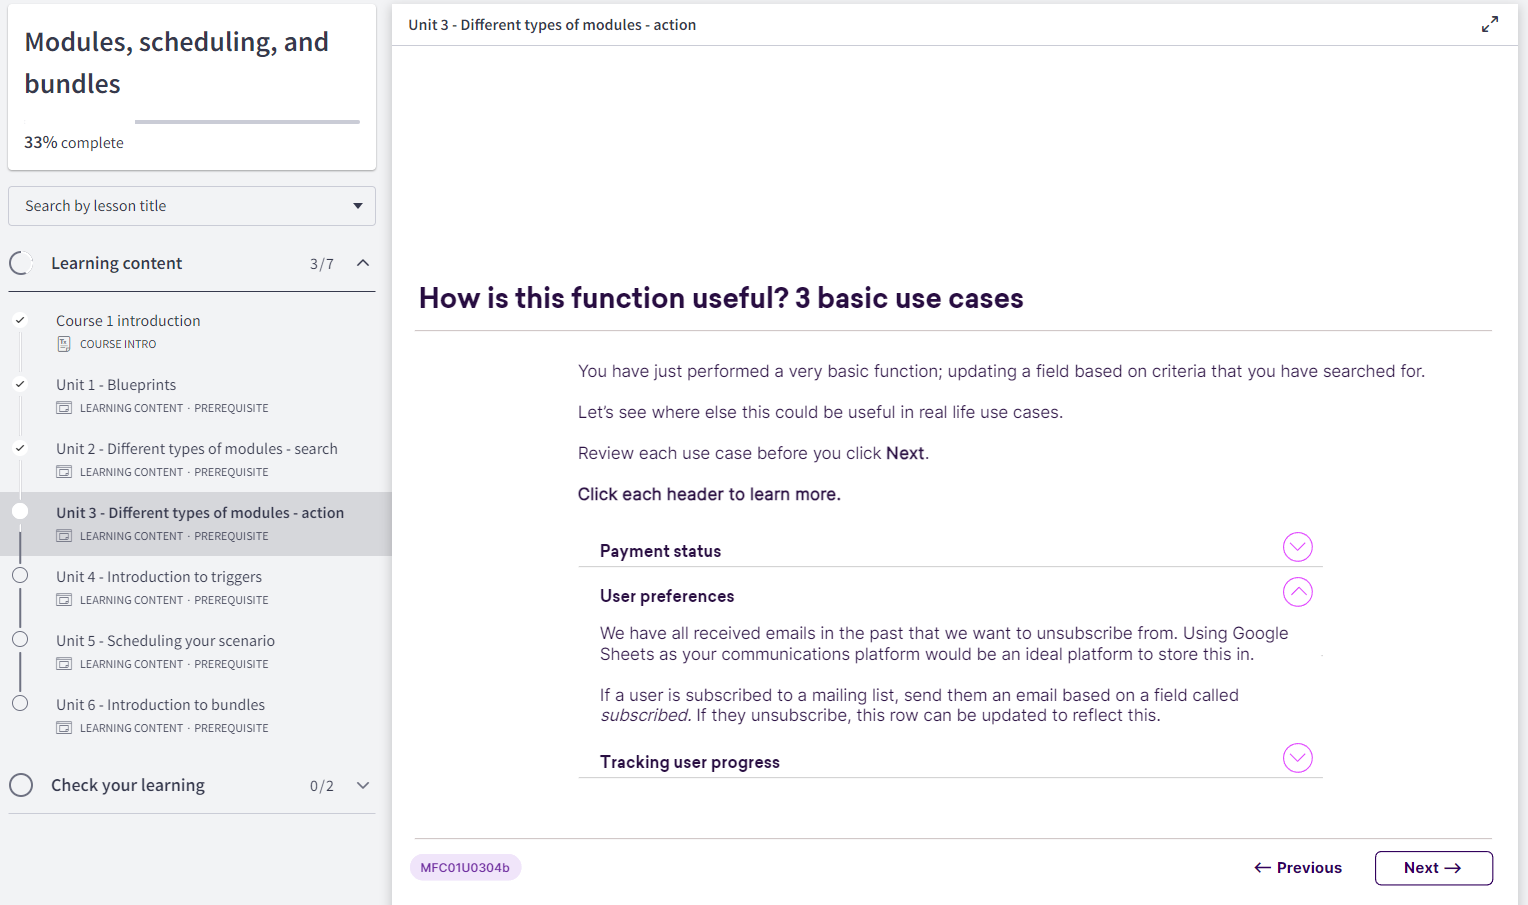 Modules, scheduling, and
bundles
33% complete
Search by lesson title
Learning content 3/7
Course 1 introduction
COURSE INTRO
Unit 1 - Blueprints
LEARNING CONTENT · PREREQUISITE
Unit 2 - Different types of modules - search
LEARNING CONTENT · PREREQUISITE
Unit 3 - Different types of modules - action
LEARNING CONTENT · PREREQUISITE
Unit 4 - Introduction to triggers
LEARNING CONTENT · PREREQUISITE
Unit 5 - Scheduling your scenario
LEARNING CONTENT · PREREQUISITE
Unit 6 - Introduction to bundles
LEARNING CONTENT · PREREQUISITE
Check your learning 0/2
Unit 3 - Different types of modules - action
How is this function useful? 3 basic use cases
You have just performed a very basic function; updating a field based on criteria that you have searched for.
Let’s see where else this could be useful in real life use cases.
Review each use case before you click Next.
Click each header to learn more.
Payment status
User preferences
We have all received emails in the past that we want to unsubscribe from. Using Google
Sheets as your communications platform would be an ideal platform to store this in.
If a user is subscribed to a mailing list, send them an email based on a field called
subscribed. If they unsubscribe, this row can be updated to reflect this.
Tracking user progress
MFC01U0304b
← Previous
Next →